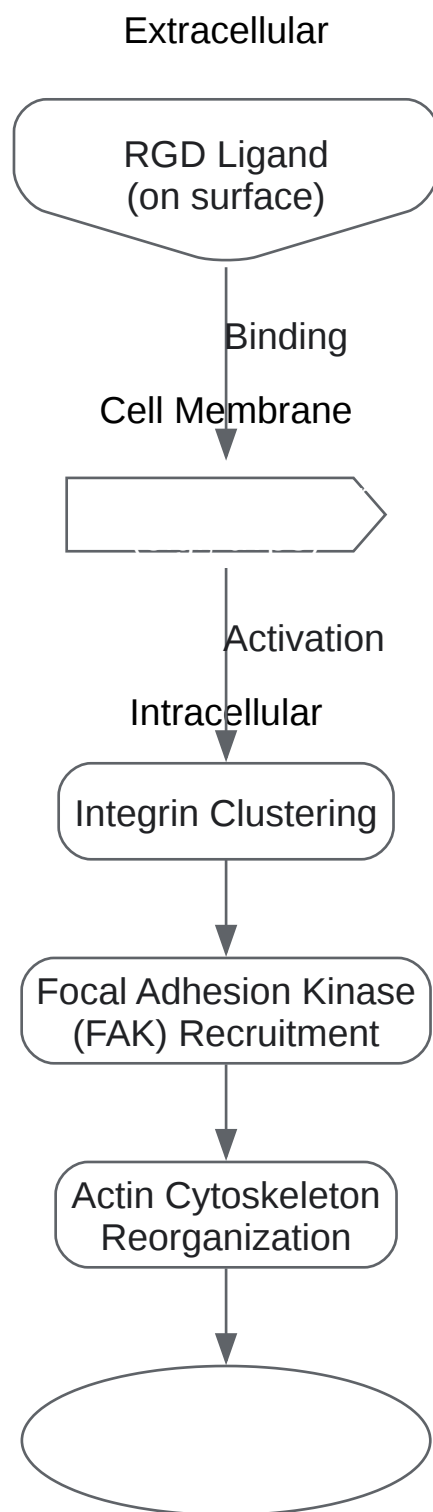 Extracellular
RGD Ligand
(on surface)
Binding
Cell Membrane
Activation
Intracellular
Integrin Clustering
Focal Adhesion Kinase
(FAK) Recruitment
Actin Cytoskeleton
Reorganization